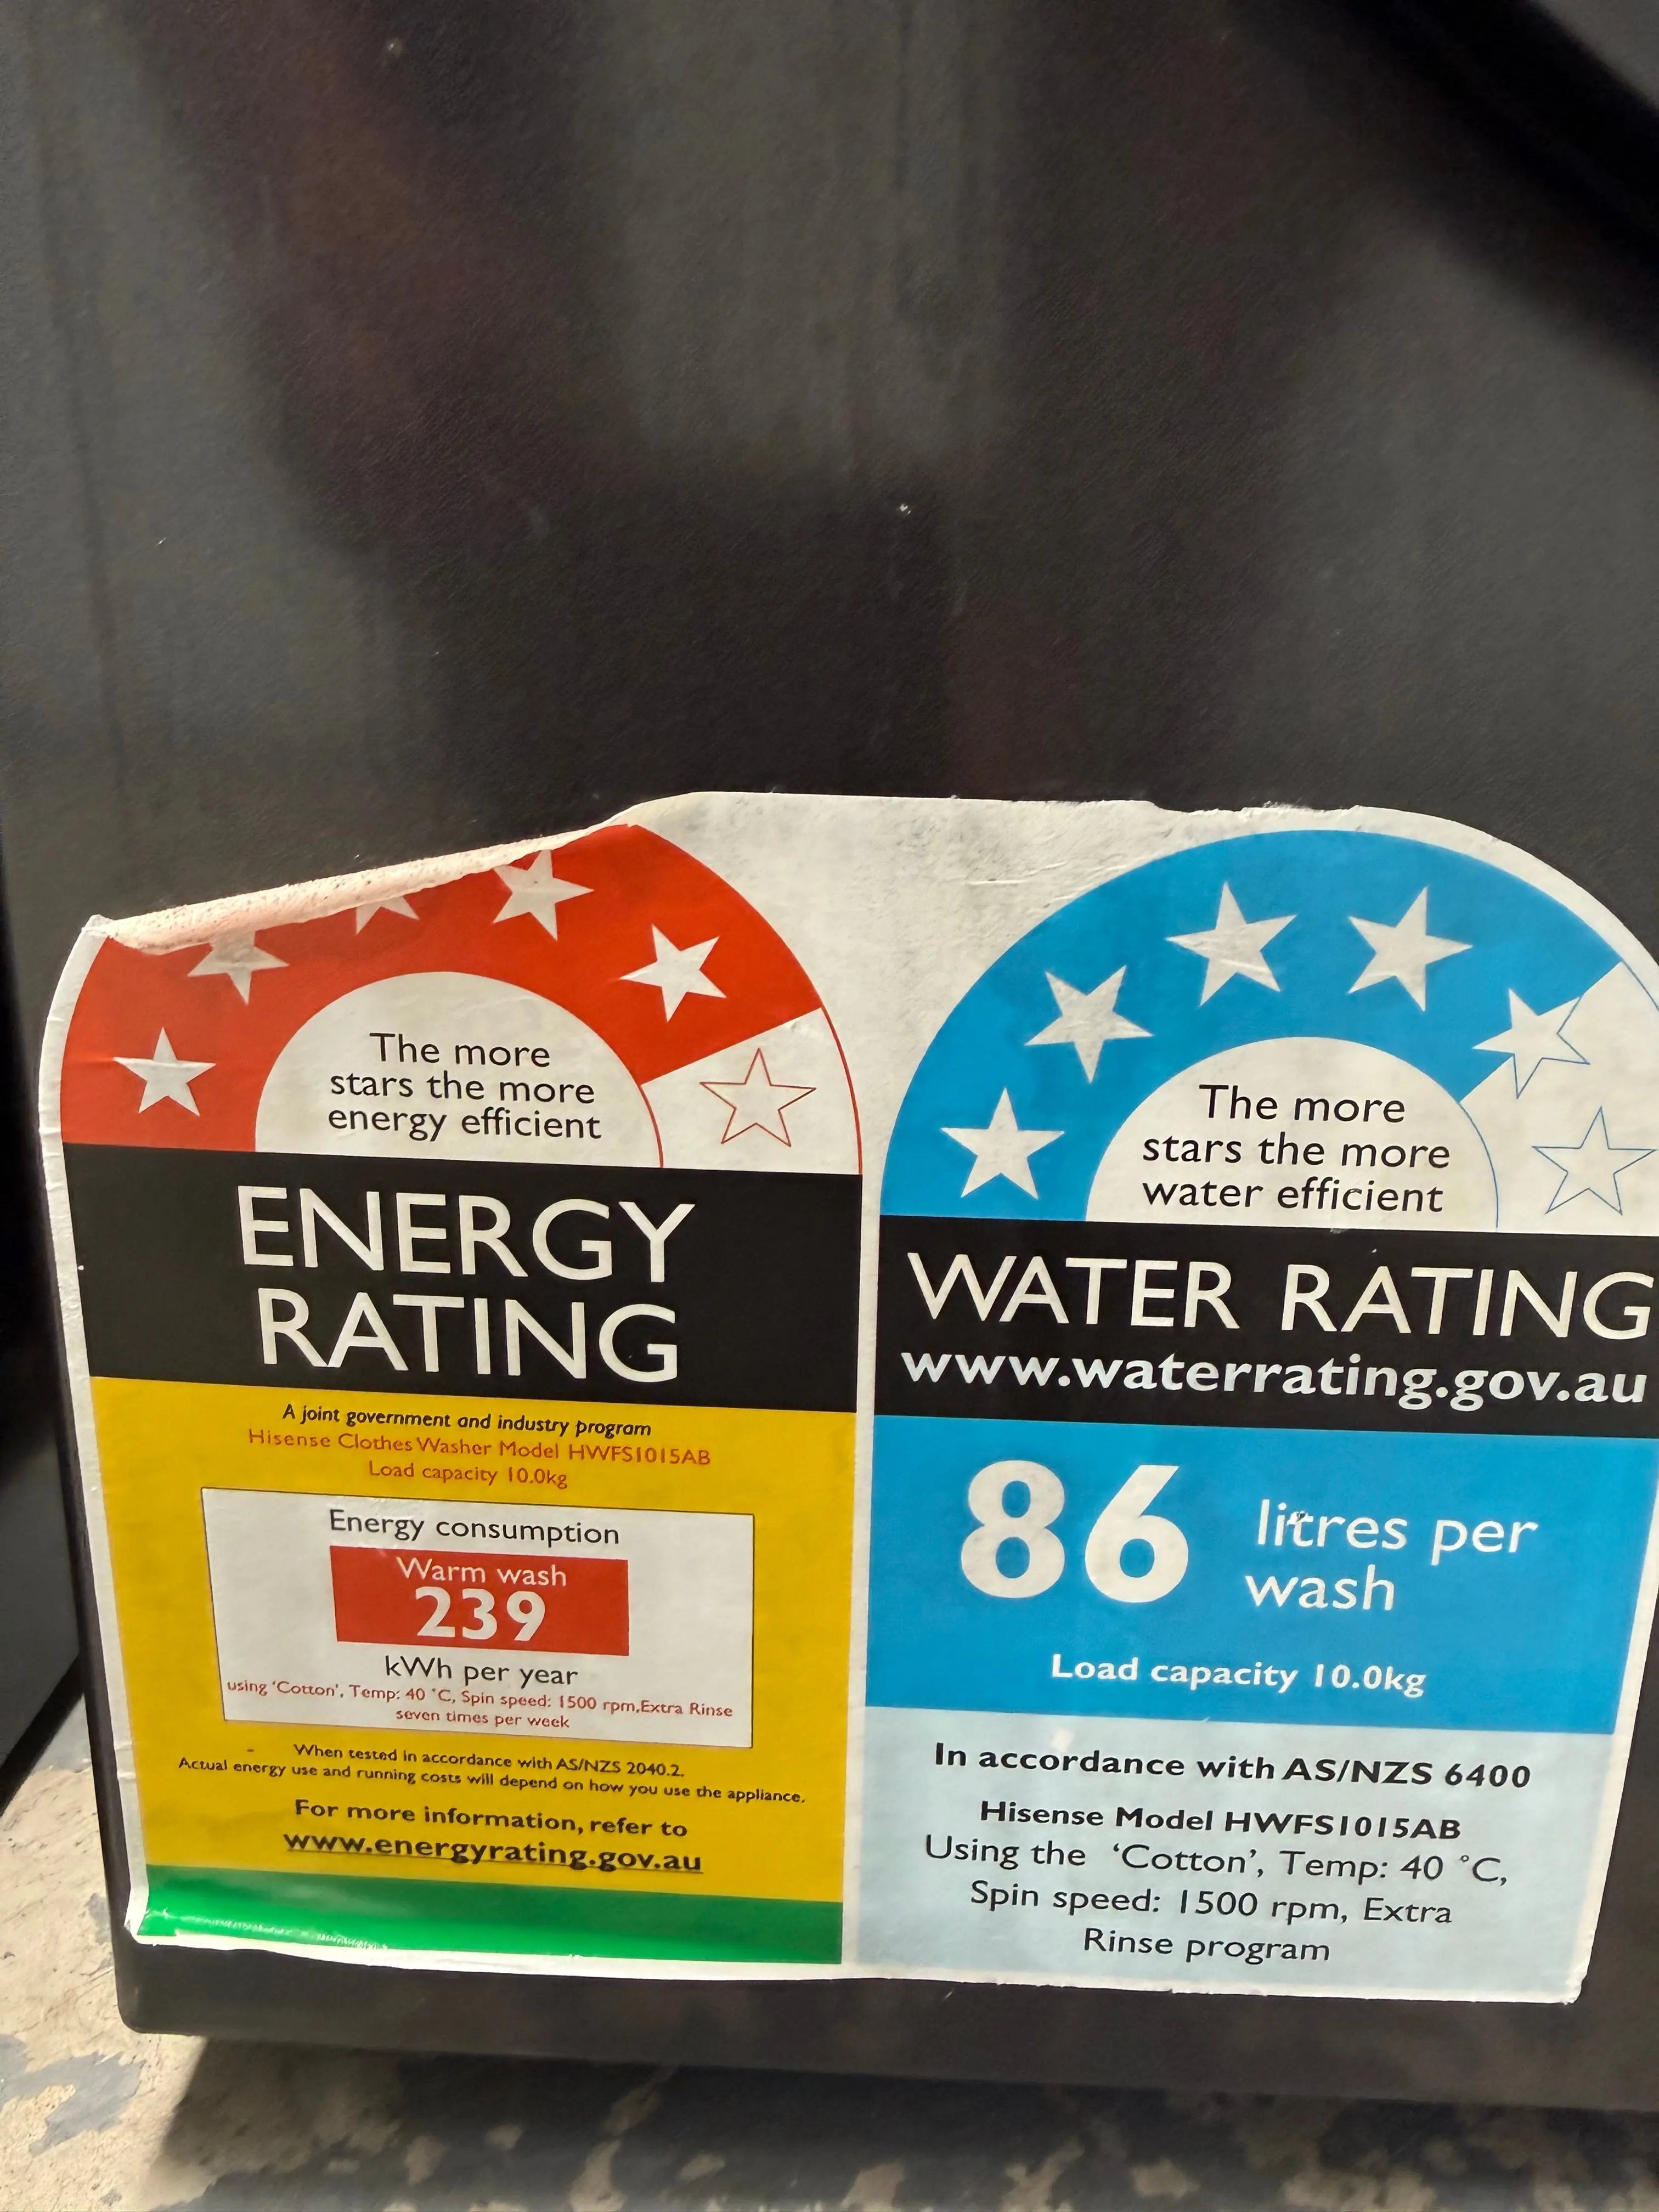 The more
stars the more
energy efficient
ENERGY
RATING
A joint government and industry program
Hisense Clothes Washer Model HWFS1015AB
Load capacity 10.0kg
Energy consumption
Warm wash
239
kWh per year
using 'Cotton', Temp: 40 °C, Spin speed: 1500 rpm,Extra Rinse
seven times per week
When tested in accordance with AS/NZS 2040.2.
Actual energy use and running costs will depend on how you use the appliance.
For more information, refer to
www.energyrating.gov.au
The more
stars the more
water efficient
WATER RATING
www.waterrating.gov.au
86 litres per
wash
Load capacity 10.0kg
In accordance with AS/NZS 6400
Hisense Model HWFS1015AB
Using the 'Cotton', Temp: 40 °C,
Spin speed: 1500 rpm, Extra
Rinse program